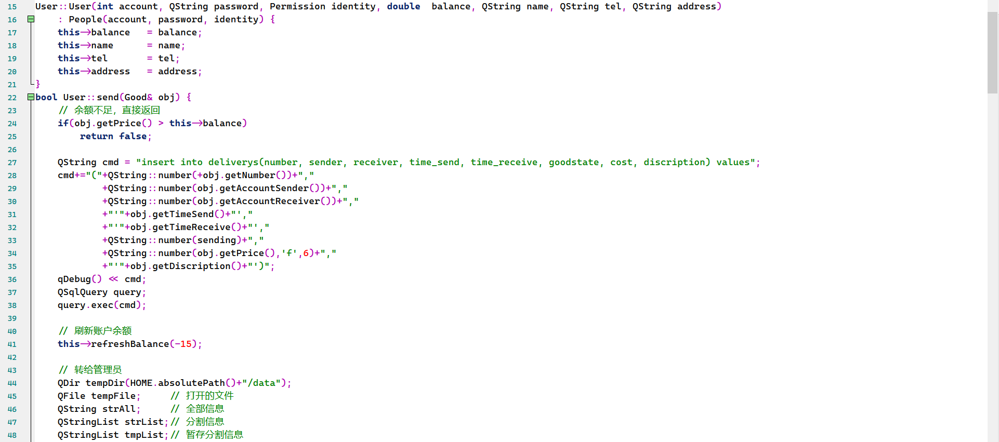 15 User::User(int account, QString password, Permission identity, double  balance, QString name, QString tel, QString address)
16     : People(account, password, identity) {
17     this->balance   = balance;
18     this->name      = name;
19     this->tel       = tel;
20     this->address   = address;
21 }
22 bool User::send(Good& obj) {
23     // 余额不足，直接返回
24     if(obj.getPrice() > this->balance)
25         return false;
26
27     QString cmd = "insert into deliverys(number, sender, receiver, time_send, time_receive, goodstate, cost, discription) values";
28     cmd+="("+QString::number(+obj.getNumber())+","
29             +QString::number(obj.getAccountSender())+","
30             +QString::number(obj.getAccountReceiver())+","
31             +"'"+obj.getTimeSend()+"',"
32             +"'"+obj.getTimeReceive()+"',"
33             +QString::number(sending)+","
34             +QString::number(obj.getPrice(),'f',6)+","
35             +"'"+obj.getDiscription()+"')";
36     qDebug() << cmd;
37     QSqlQuery query;
38     query.exec(cmd);
39
40     // 刷新账户余额
41     this->refreshBalance(-15);
42
43     // 转给管理员
44     QDir tempDir(HOME.absolutePath()+"/data");
45     QFile tempFile;     // 打开的文件
46     QString strAll;     // 全部信息
47     QStringList strList;// 分割信息
48     QStringList tmpList;// 暂存分割信息